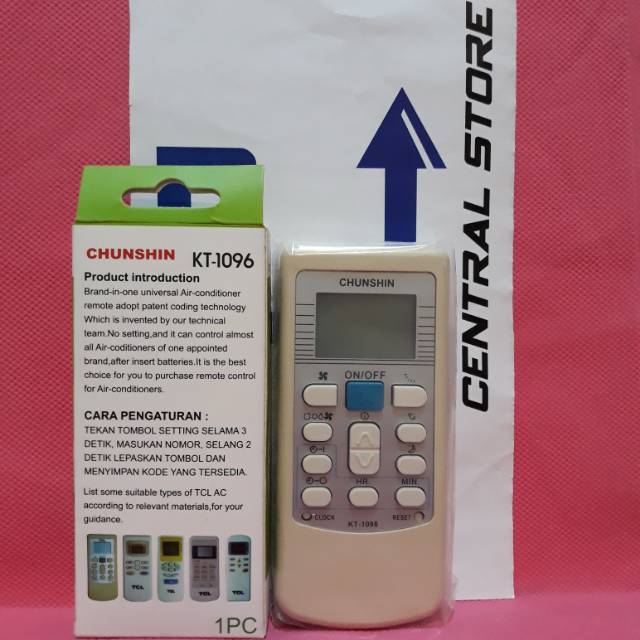 CENTRAL STORE
CHUNSHIN KT-1096
Product introduction
Brand-in-one universal Air-conditioner
remote adopt patent coding technology
Which is invented by our technical
team.No setting,and it can control almost
all Air-coditioners of one appointed
brand,after insert batteries.It is the best
choice for you to purchase remote control
for Air-conditioners.
CARA PENGATURAN :
TEKAN TOMBOL SETTING SELAMA 3
DETIK, MASUKAN NOMOR, SELANG 2
DETIK LEPASKAN TOMBOL DAN
MENYIMPAN KODE YANG TERSEDIA.
List some suitable types of TCL AC
according to relevant materials,for your
guidance.
TCL TCL TCL TCL
1PC
CHUNSHIN
ON/OFF
HR MIN
CLOCK RESET
KT-1096